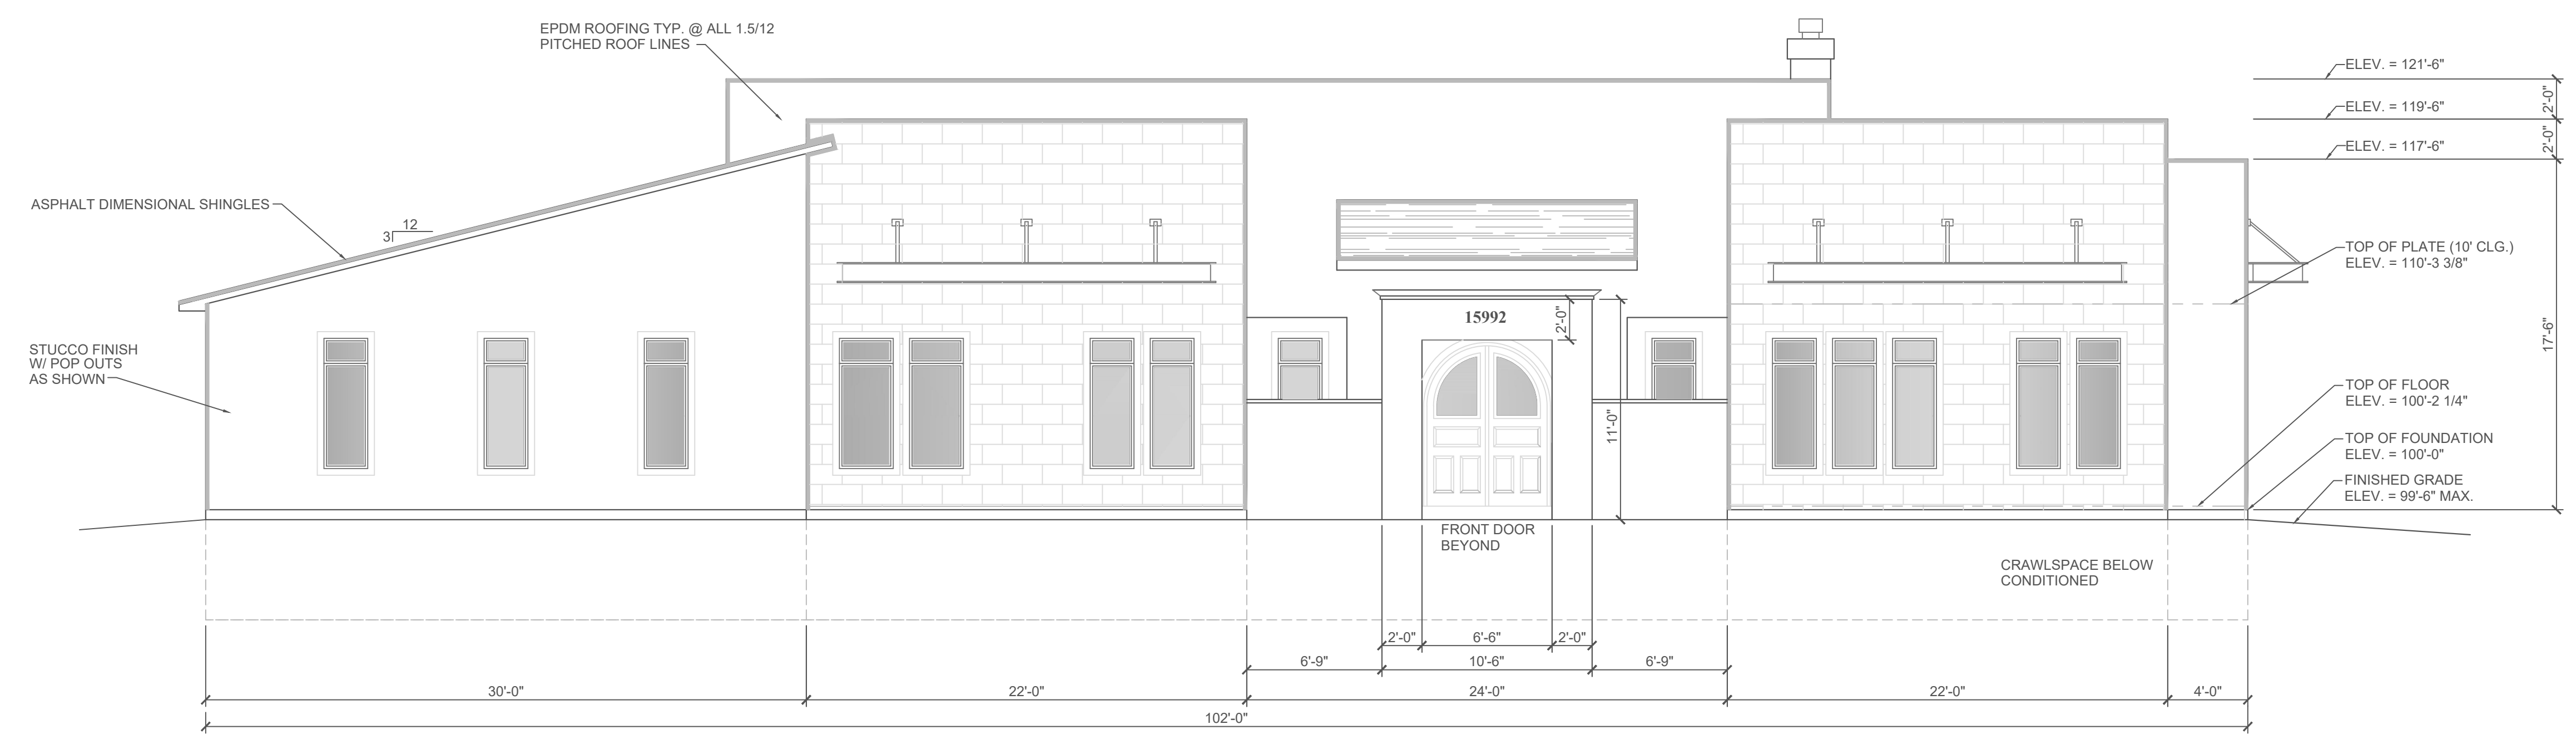 EPDM ROOFING TYP. @ ALL 1.5/12
PITCHED ROOF LINES
ELEV. = 121'-6"
2'-0"
ELEV. = 119'-6"
2'-0"
ELEV. = 117'-6"
ASPHALT DIMENSIONAL SHINGLES
12
3
TOP OF PLATE (10' CLG.)
ELEV. = 110'-3 3/8"
15992
2'-0"
17'-6"
STUCCO FINISH
W/ POP OUTS
AS SHOWN
11'-0"
TOP OF FLOOR
ELEV. = 100'-2 1/4"
TOP OF FOUNDATION
ELEV. = 100'-0"
FINISHED GRADE
ELEV. = 99'-6" MAX.
FRONT DOOR
BEYOND
CRAWLSPACE BELOW
CONDITIONED
2'-0" 6'-6" 2'-0"
6'-9" 10'-6" 6'-9"
30'-0" 22'-0" 24'-0" 22'-0" 4'-0"
102'-0"